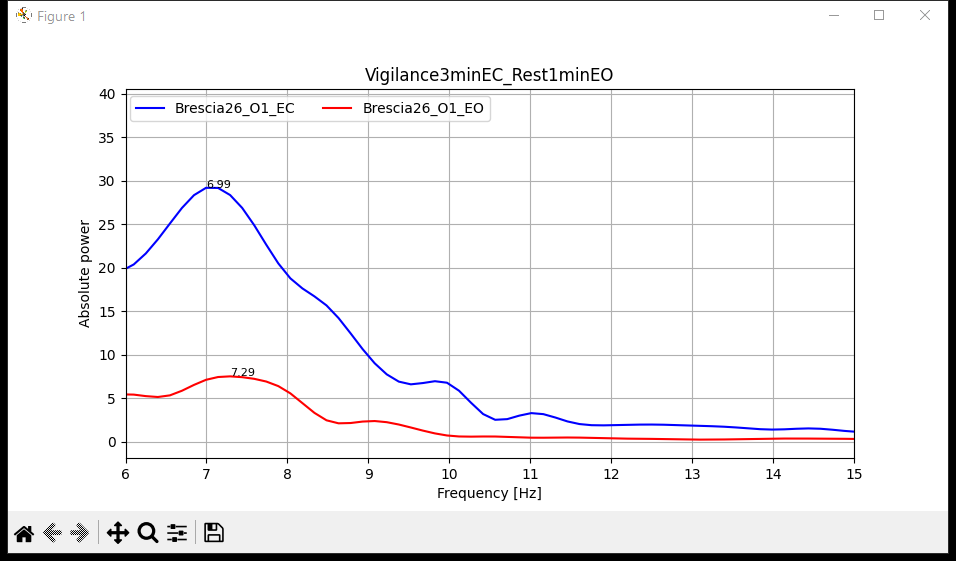 Figure 1
Vigilance3minEC_Rest1minEO
Brescia26_O1_EC Brescia26_O1_EO
40
35
30
25
20
15
10
5
0
Absolute power
6.99
7.29
6 7 8 9 10 11 12 13 14 15
Frequency [Hz]